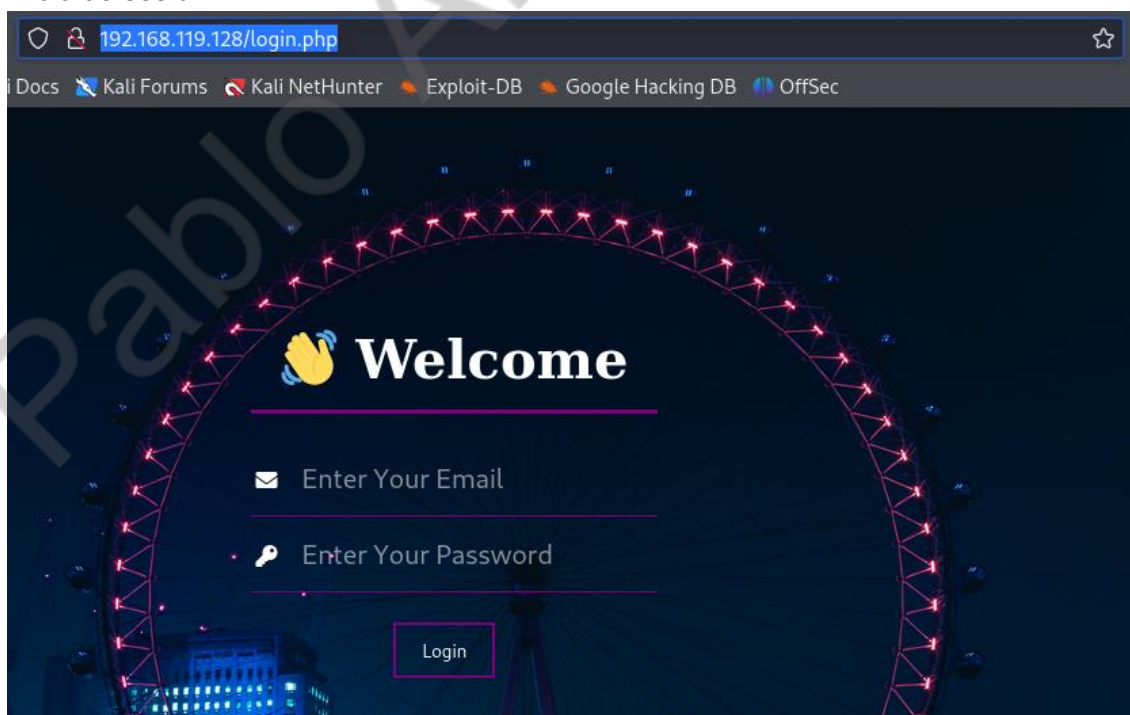 192.168.119.128/login.php
i Docs Kali Forums Kali NetHunter Exploit-DB Google Hacking DB OffSec
Welcome
Enter Your Email
Enter Your Password
Login
Pablo A